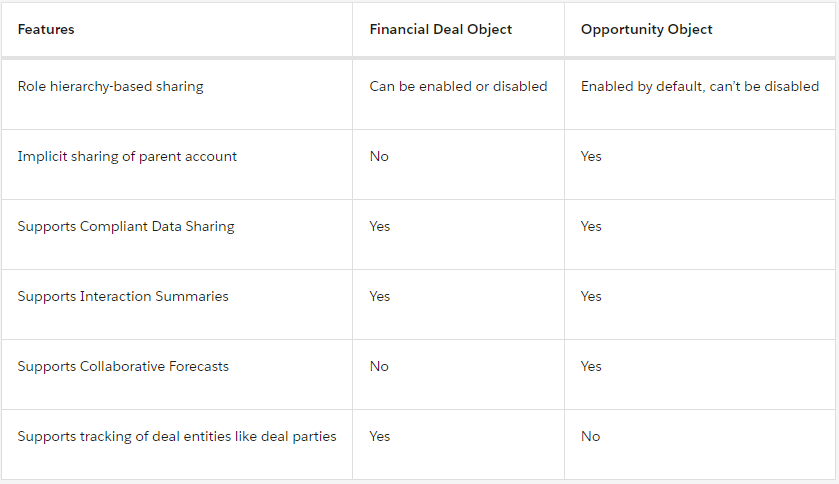 Features Financial Deal Object Opportunity Object
Role hierarchy-based sharing Can be enabled or disabled Enabled by default, can't be disabled
Implicit sharing of parent account No Yes
Supports Compliant Data Sharing Yes Yes
Supports Interaction Summaries Yes Yes
Supports Collaborative Forecasts No Yes
Supports tracking of deal entities like deal parties Yes No